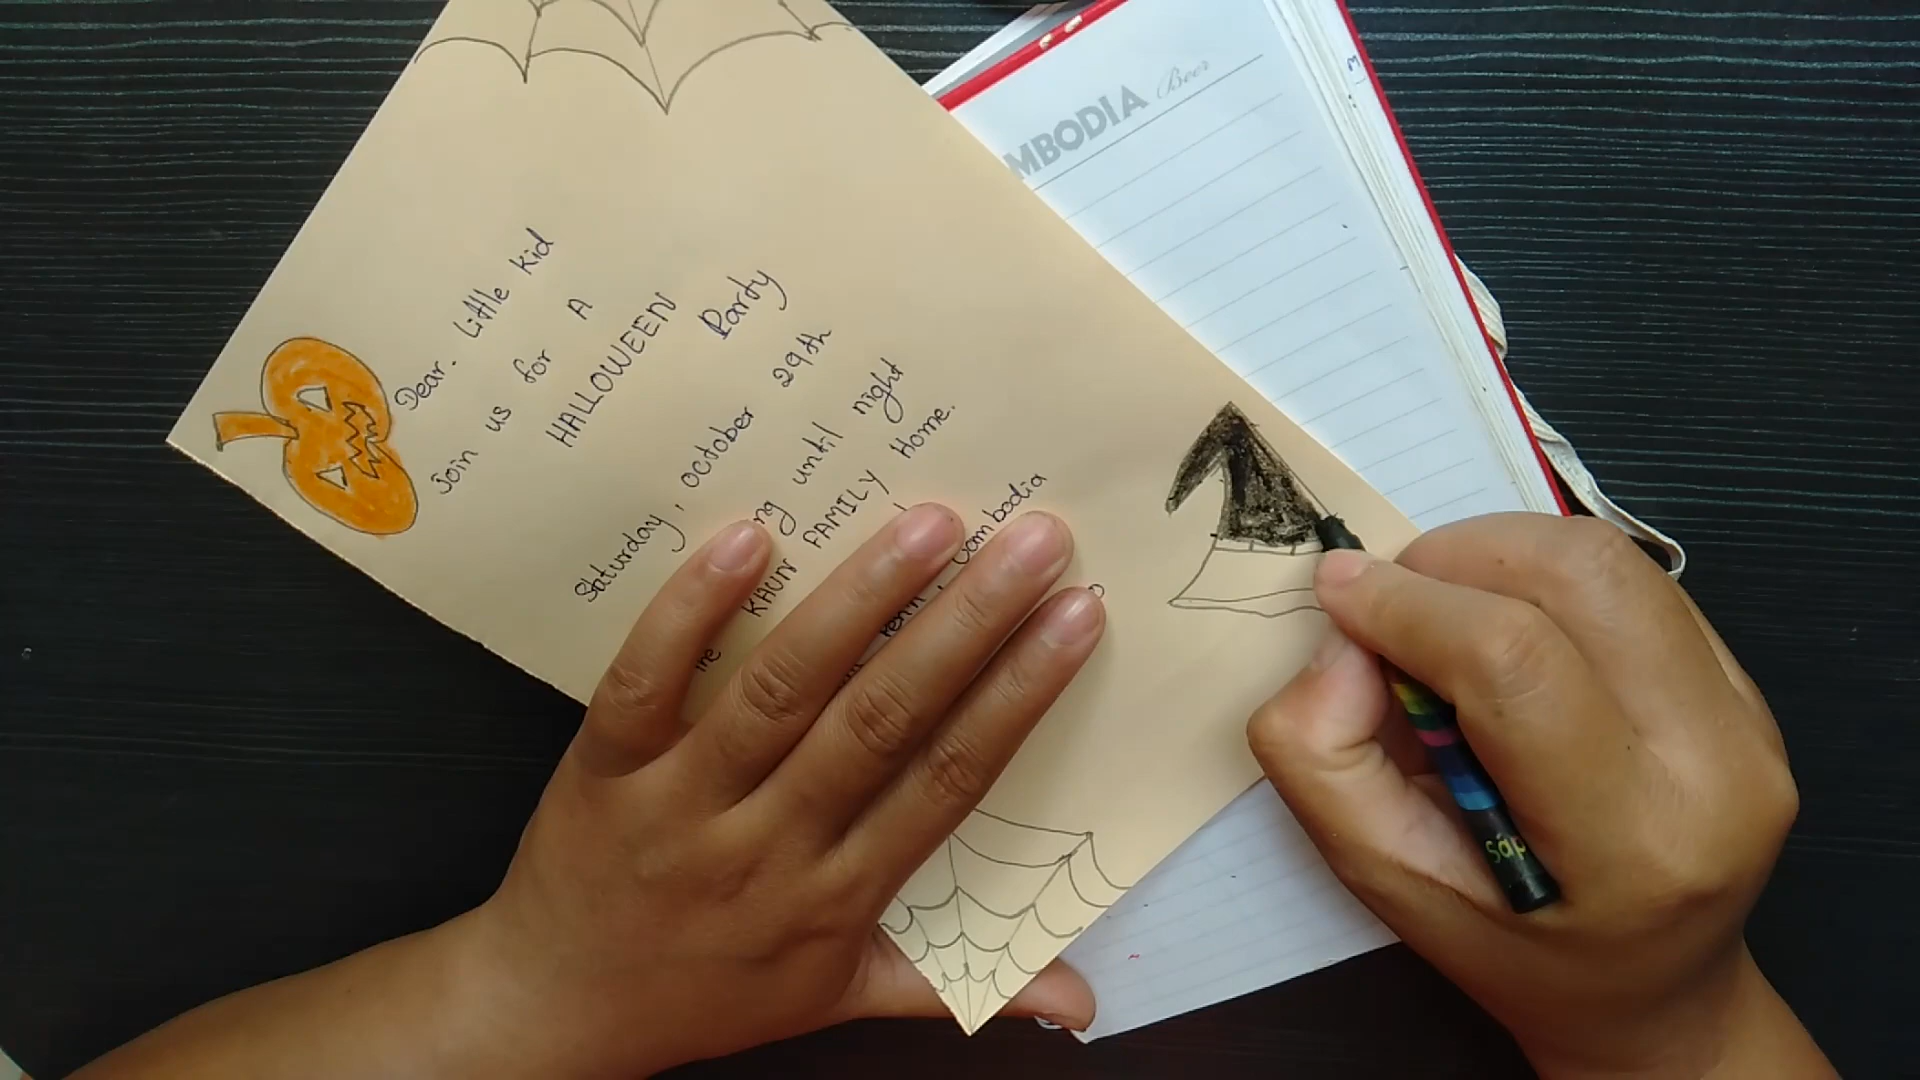 Dear. Little kid
Join us for A
HALLOWEEN Party
Saturday, october 29th
until night
KHUN FAMILY Home.
Cambodia
MBODIA Beer
sap